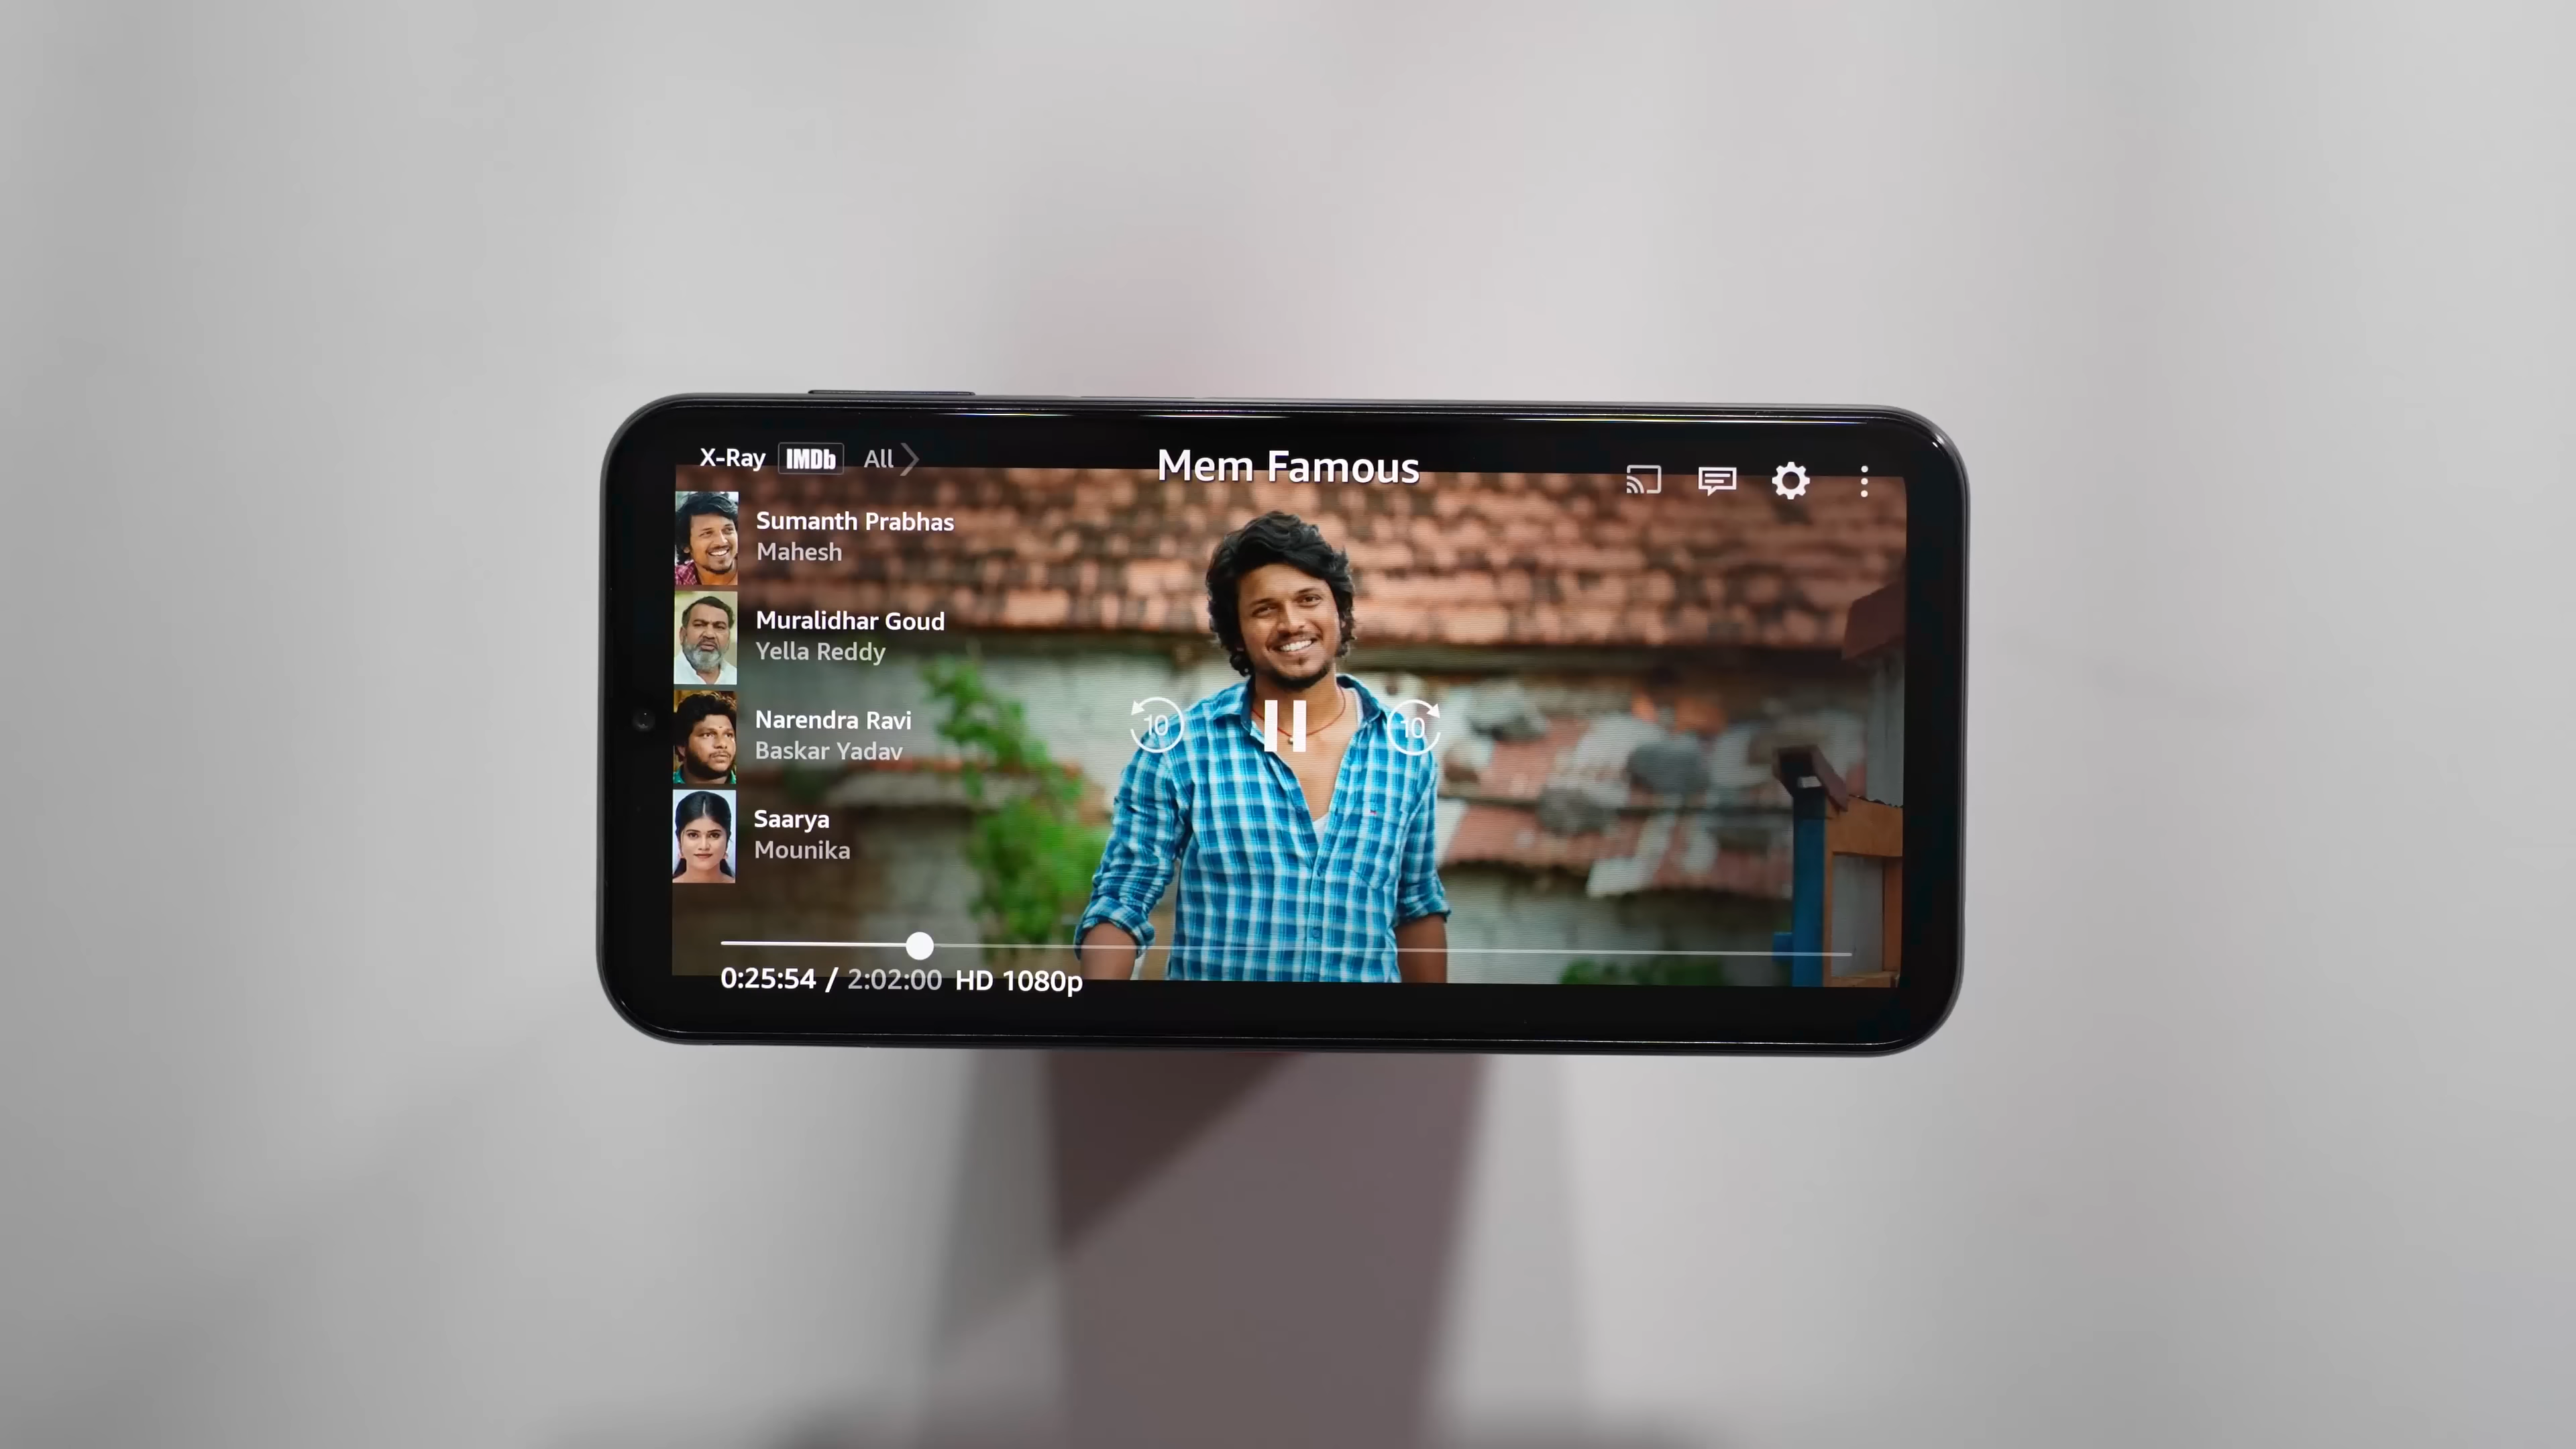 X-Ray IMDb All
Mem Famous
Sumanth Prabhas
Mahesh
Muralidhar Goud
Yella Reddy
Narendra Ravi
Baskar Yadav
Saarya
Mounika
10
10
0:25:54 / 2:02:00 HD 1080p